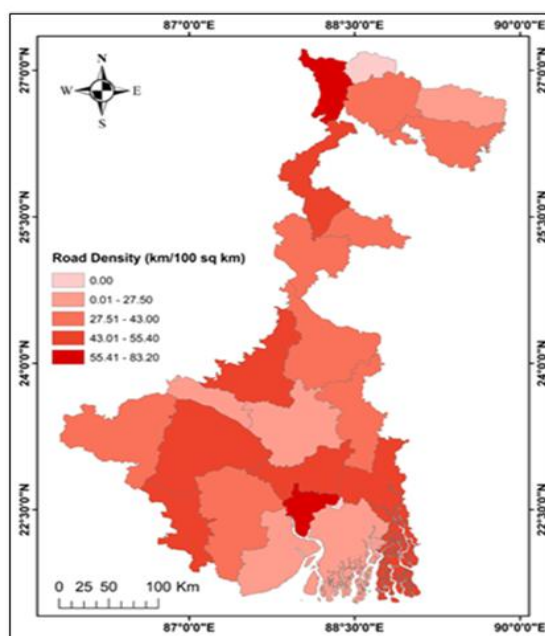 87°0'0"E 88°30'0"E 90°0'0"E
N
W E
S
27°0'0"N 27°0'0"N
25°30'0"N 25°30'0"N
Road Density (km/100 sq km)
0.00
0.01 - 27.50
27.51 - 43.00
43.01 - 55.40
55.41 - 83.20
24°0'0"N 24°0'0"N
22°30'0"N 22°30'0"N
0 25 50 100 Km
87°0'0"E 88°30'0"E 90°0'0"E